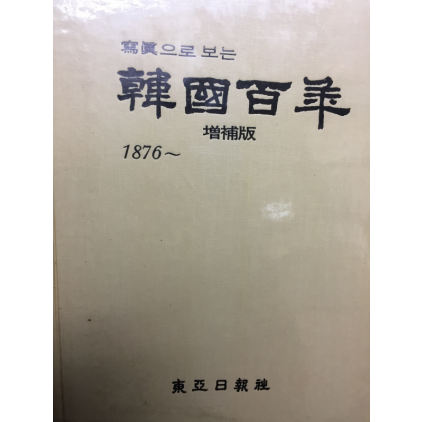 寫眞으로 보는
韓國百年
增補版
1876~
東亞日報社